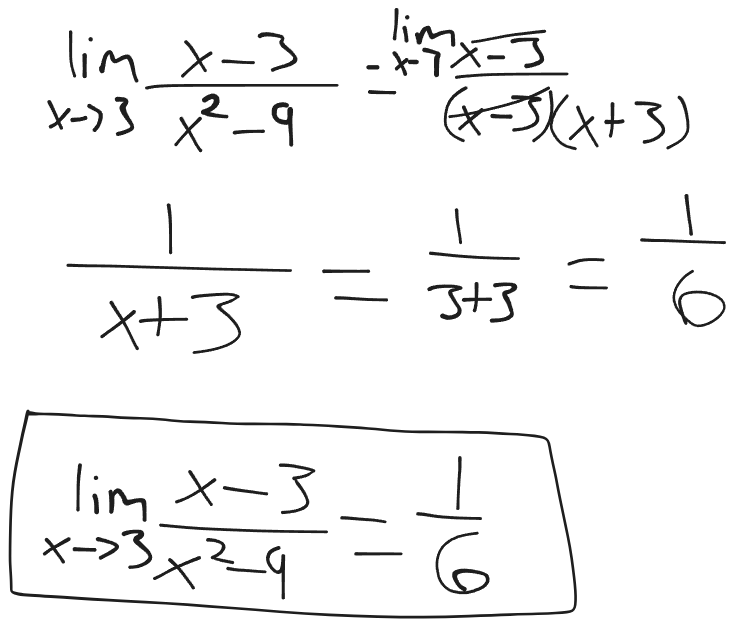 lim x→3 (x-3)/(x²-9) = lim x→ (x-3)/((x-3)(x+3))
1/(x+3) = 1/(3+3) = 1/6
lim x→3 (x-3)/(x²-9) = 1/6